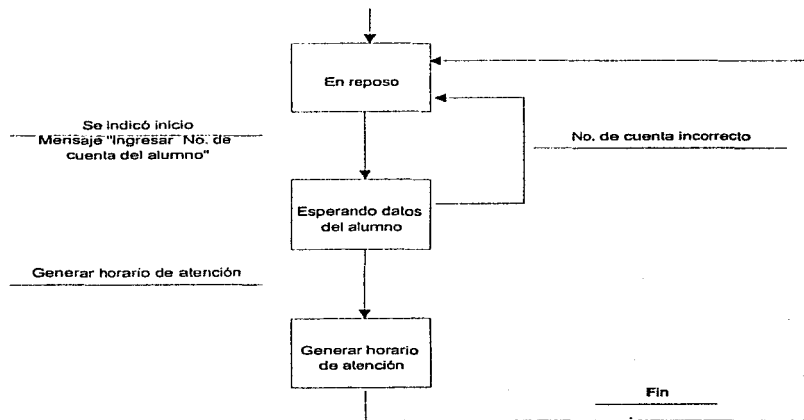 En reposo
Se indicó inicio
Mensaje "Ingresar No. de
cuenta del alumno"
No. de cuenta incorrecto
Esperando datos
del alumno
Generar horario de atención
Generar horario
de atención
Fin